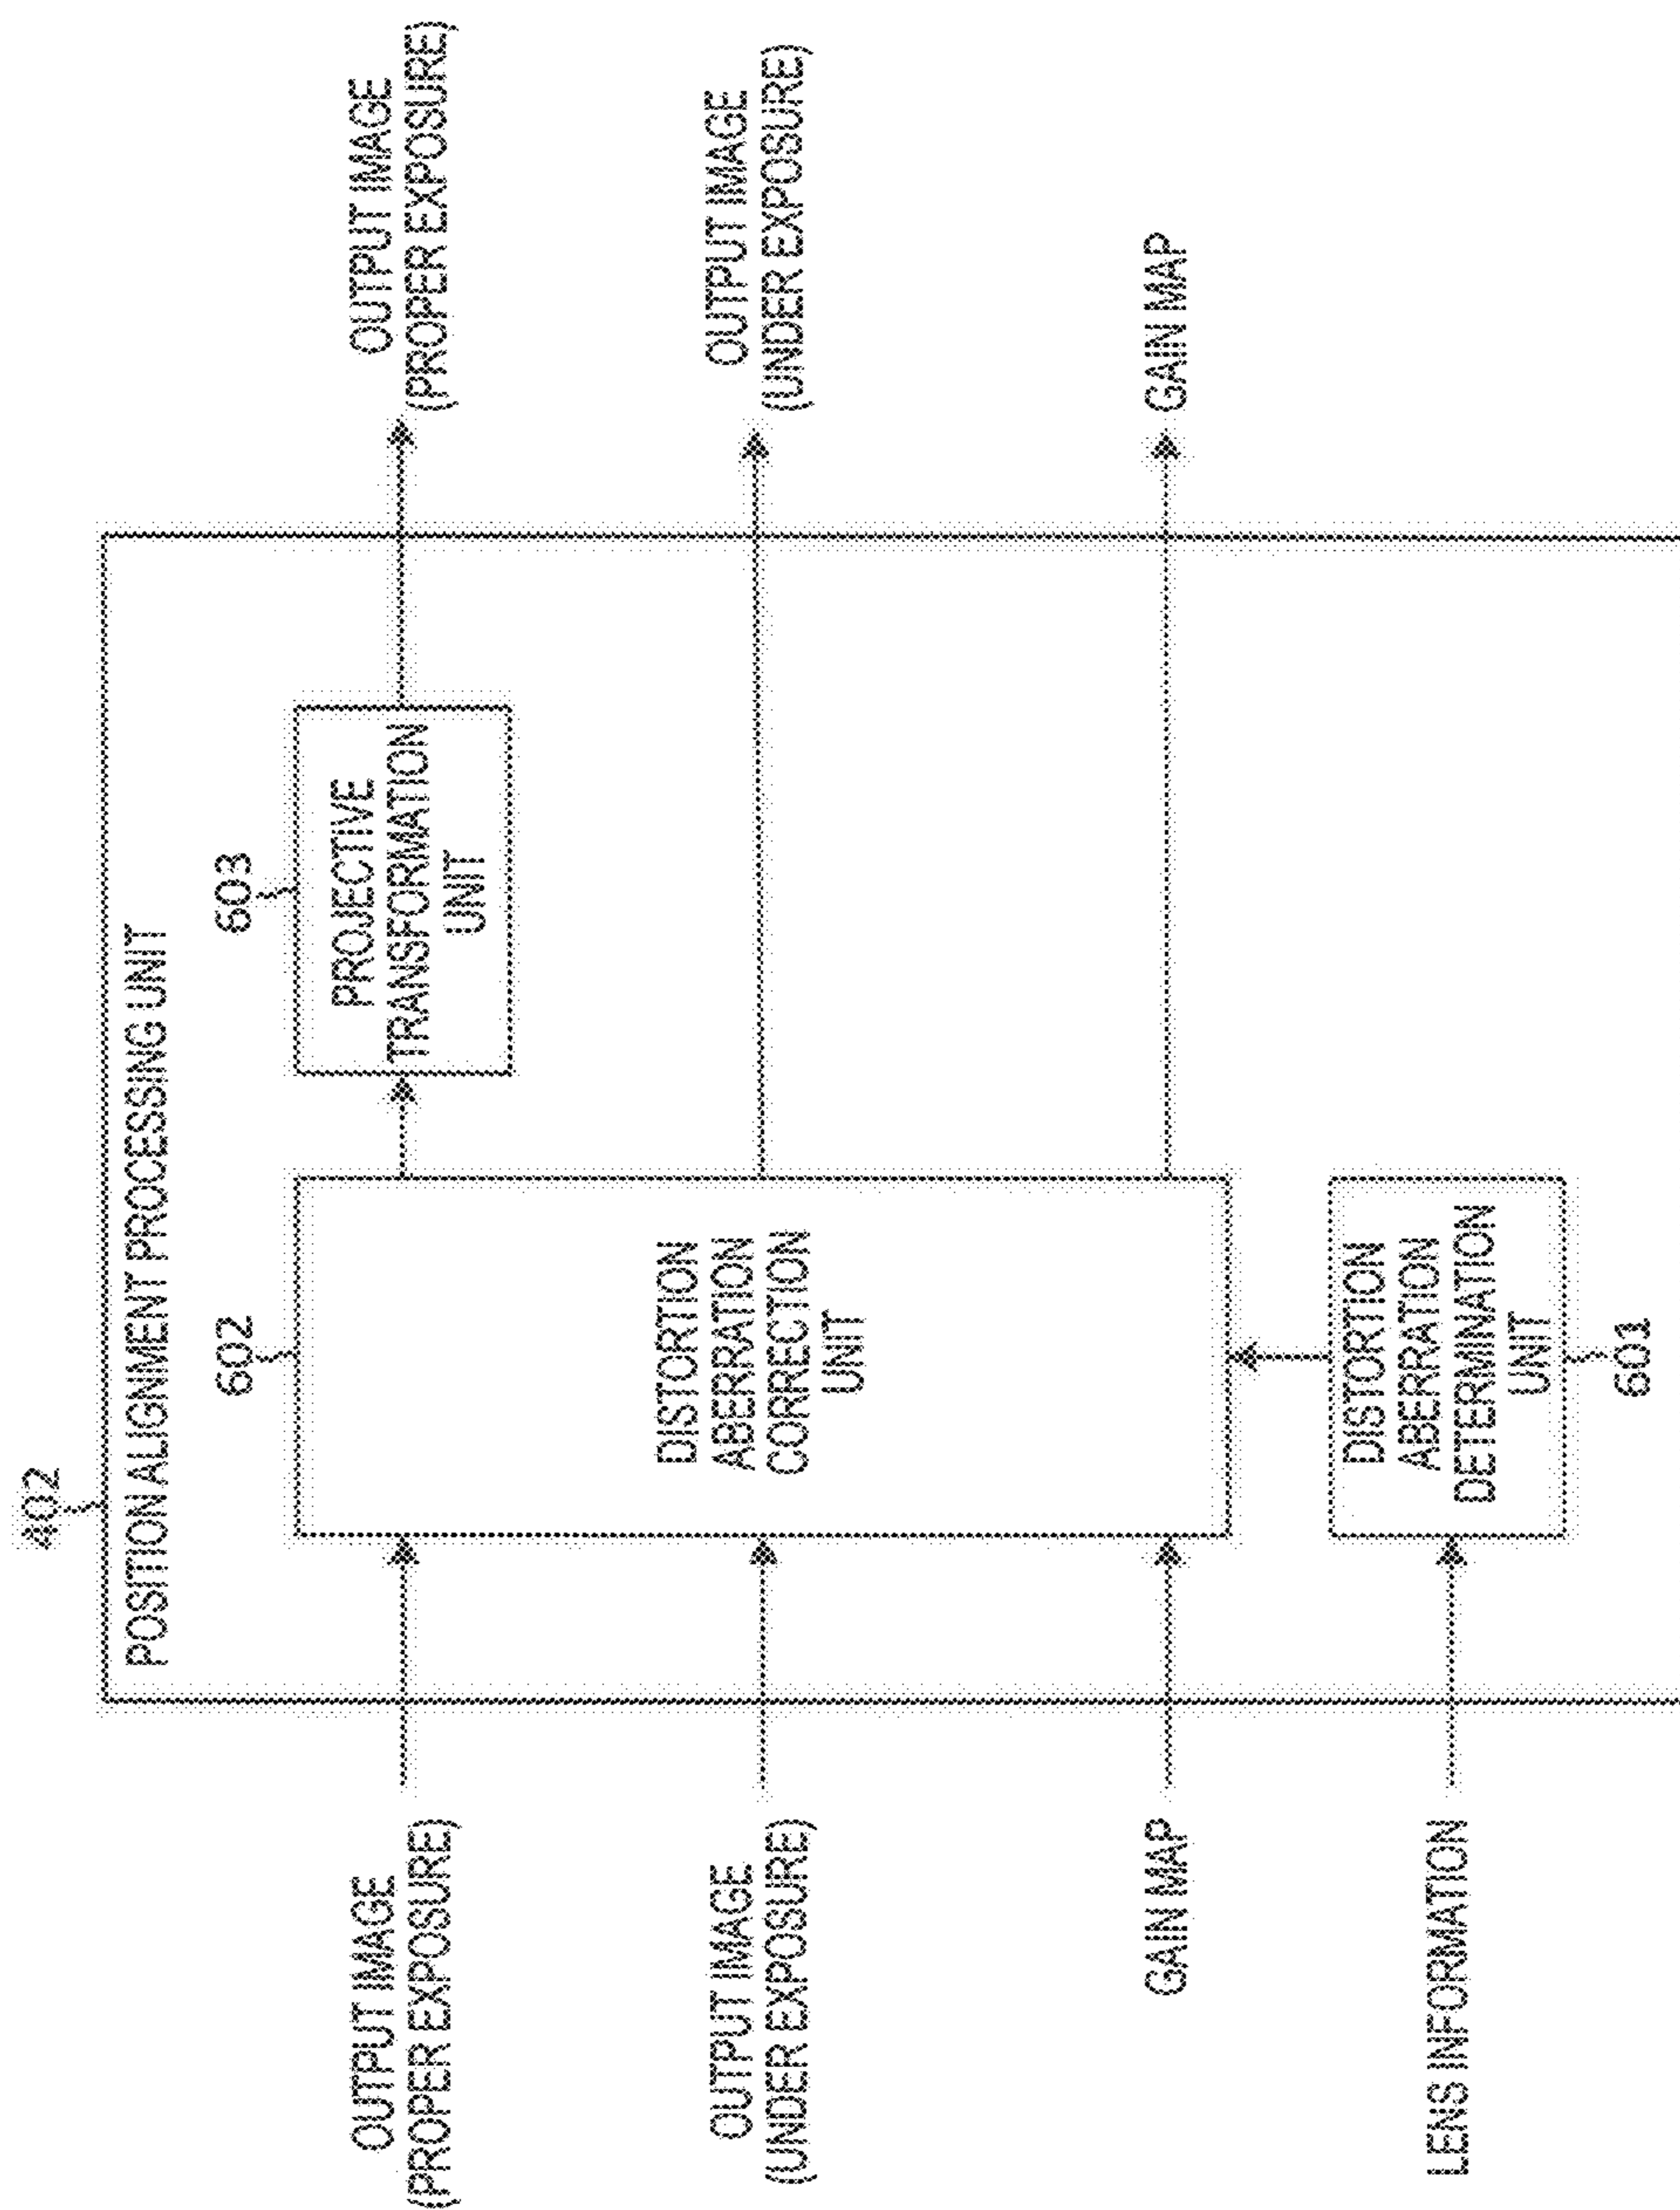 402
POSITION ALIGNMENT PROCESSING UNIT
OUTPUT IMAGE
(PROPER EXPOSURE)
OUTPUT IMAGE
(UNDER EXPOSURE)
GAIN MAP
LENS INFORMATION
602
DISTORTION
ABERRATION
CORRECTION
UNIT
DISTORTION
ABERRATION
DETERMINATION
UNIT
601
603
PROJECTIVE
TRANSFORMATION
UNIT
OUTPUT IMAGE
(PROPER EXPOSURE)
OUTPUT IMAGE
(UNDER EXPOSURE)
GAIN MAP